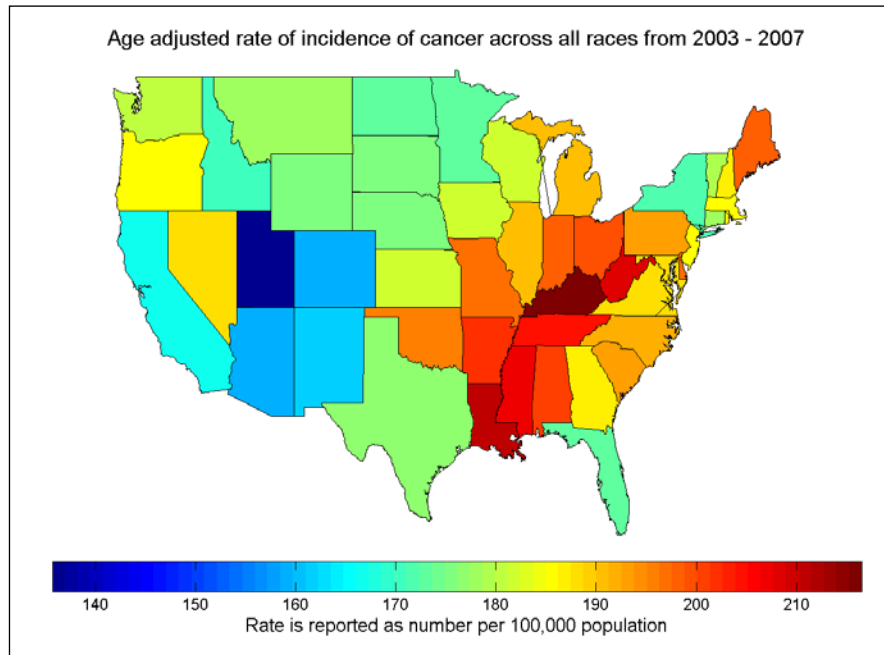 Age adjusted rate of incidence of cancer across all races from 2003 - 2007
140 150 160 170 180 190 200 210
Rate is reported as number per 100,000 population